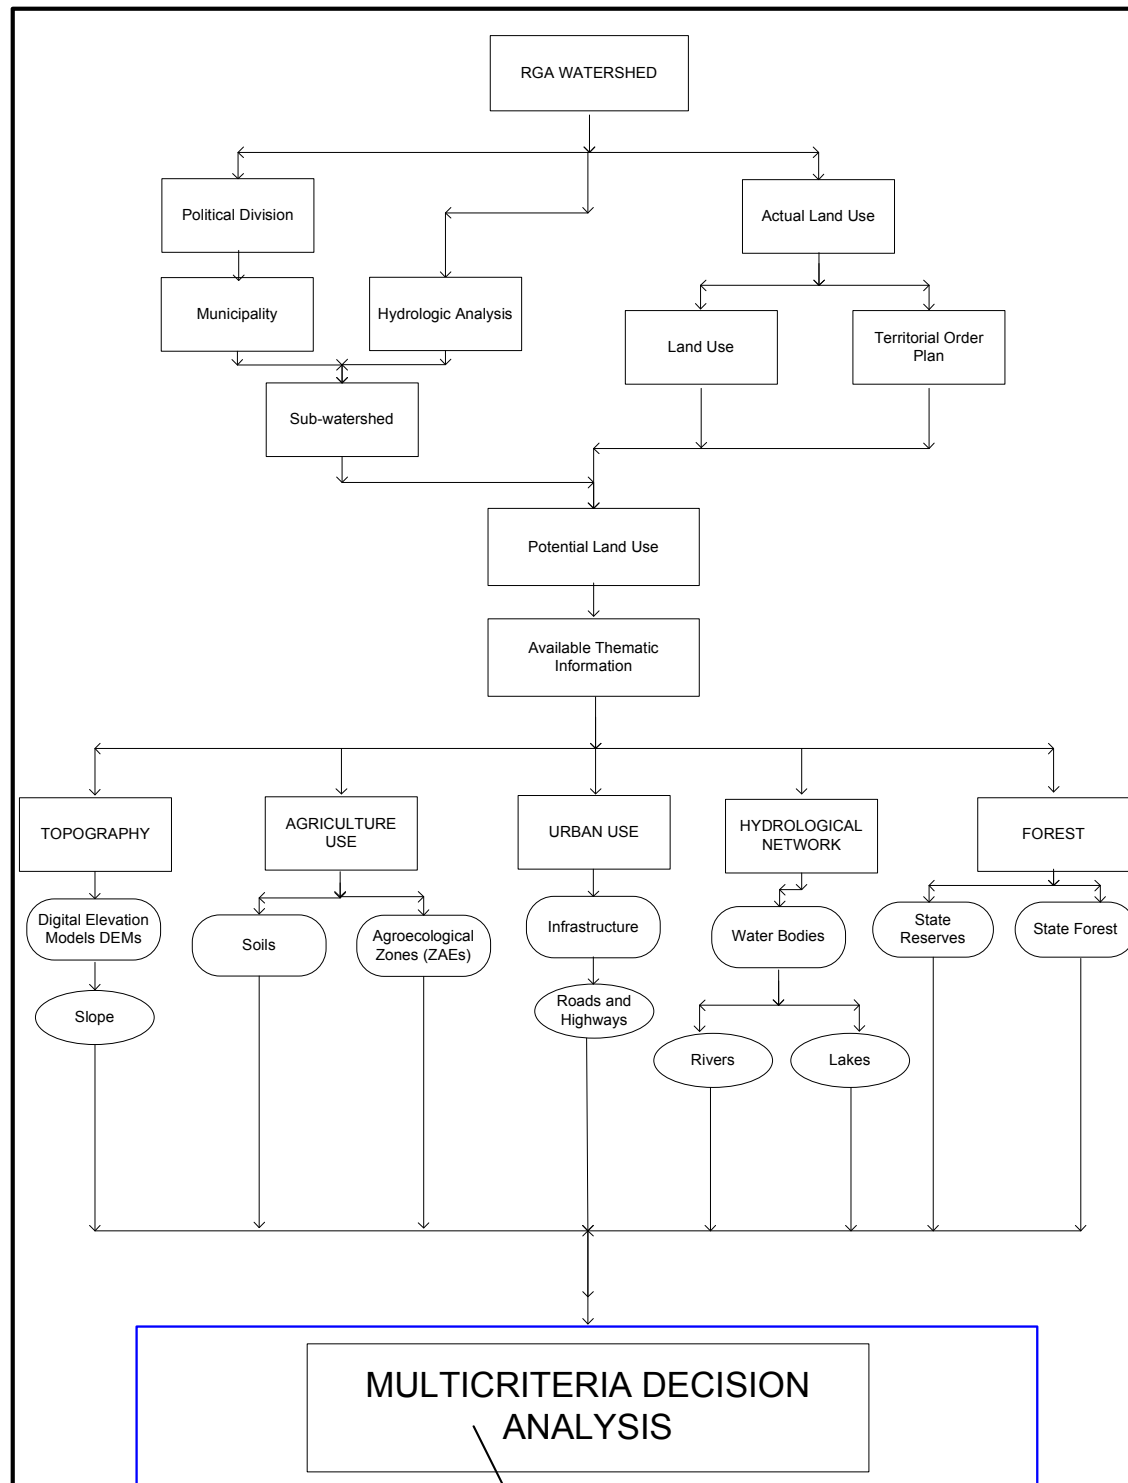 RGA WATERSHED
Political Division
Actual Land Use
Municipality
Hydrologic Analysis
Land Use
Territorial Order
Plan
Sub-watershed
Potential Land Use
Available Thematic
Information
TOPOGRAPHY
AGRICULTURE
USE
URBAN USE
HYDROLOGICAL
NETWORK
FOREST
Digital Elevation
Models DEMs
Soils
Agroecological
Zones (ZAEs)
Infrastructure
Water Bodies
State
Reserves
State Forest
Slope
Roads and
Highways
Rivers
Lakes
MULTICRITERIA DECISION
ANALYSIS